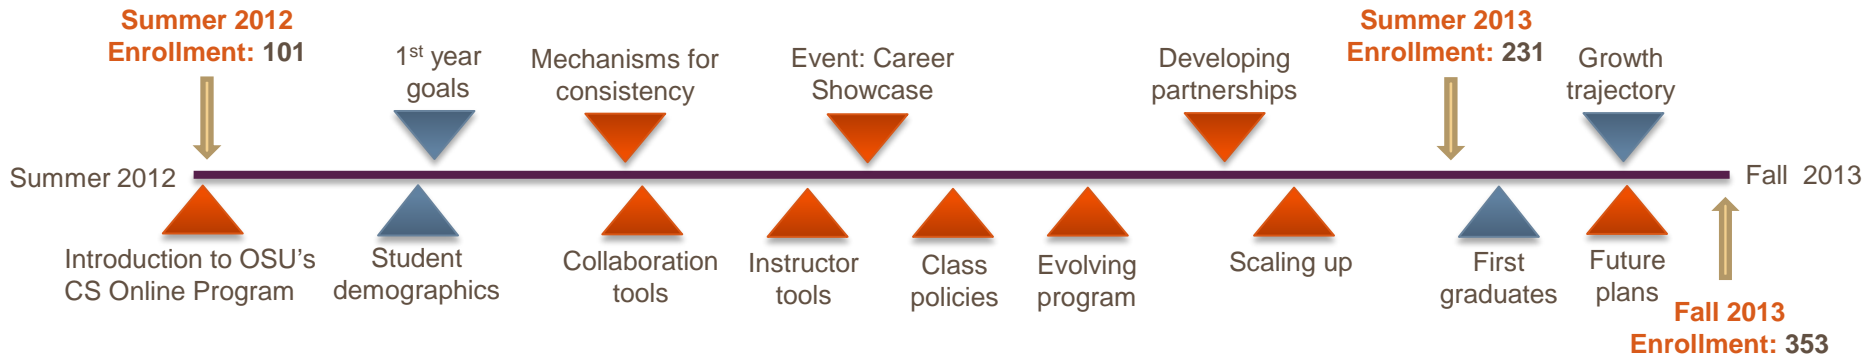 Summer 2012
Enrollment: 101
1st year
goals
Mechanisms for
consistency
Event: Career
Showcase
Developing
partnerships
Summer 2013
Enrollment: 231
Growth
trajectory
Summer 2012
Fall 2013
Introduction to OSU’s
CS Online Program
Student
demographics
Collaboration
tools
Instructor
tools
Class
policies
Evolving
program
Scaling up
First
graduates
Future
plans
Fall 2013
Enrollment: 353